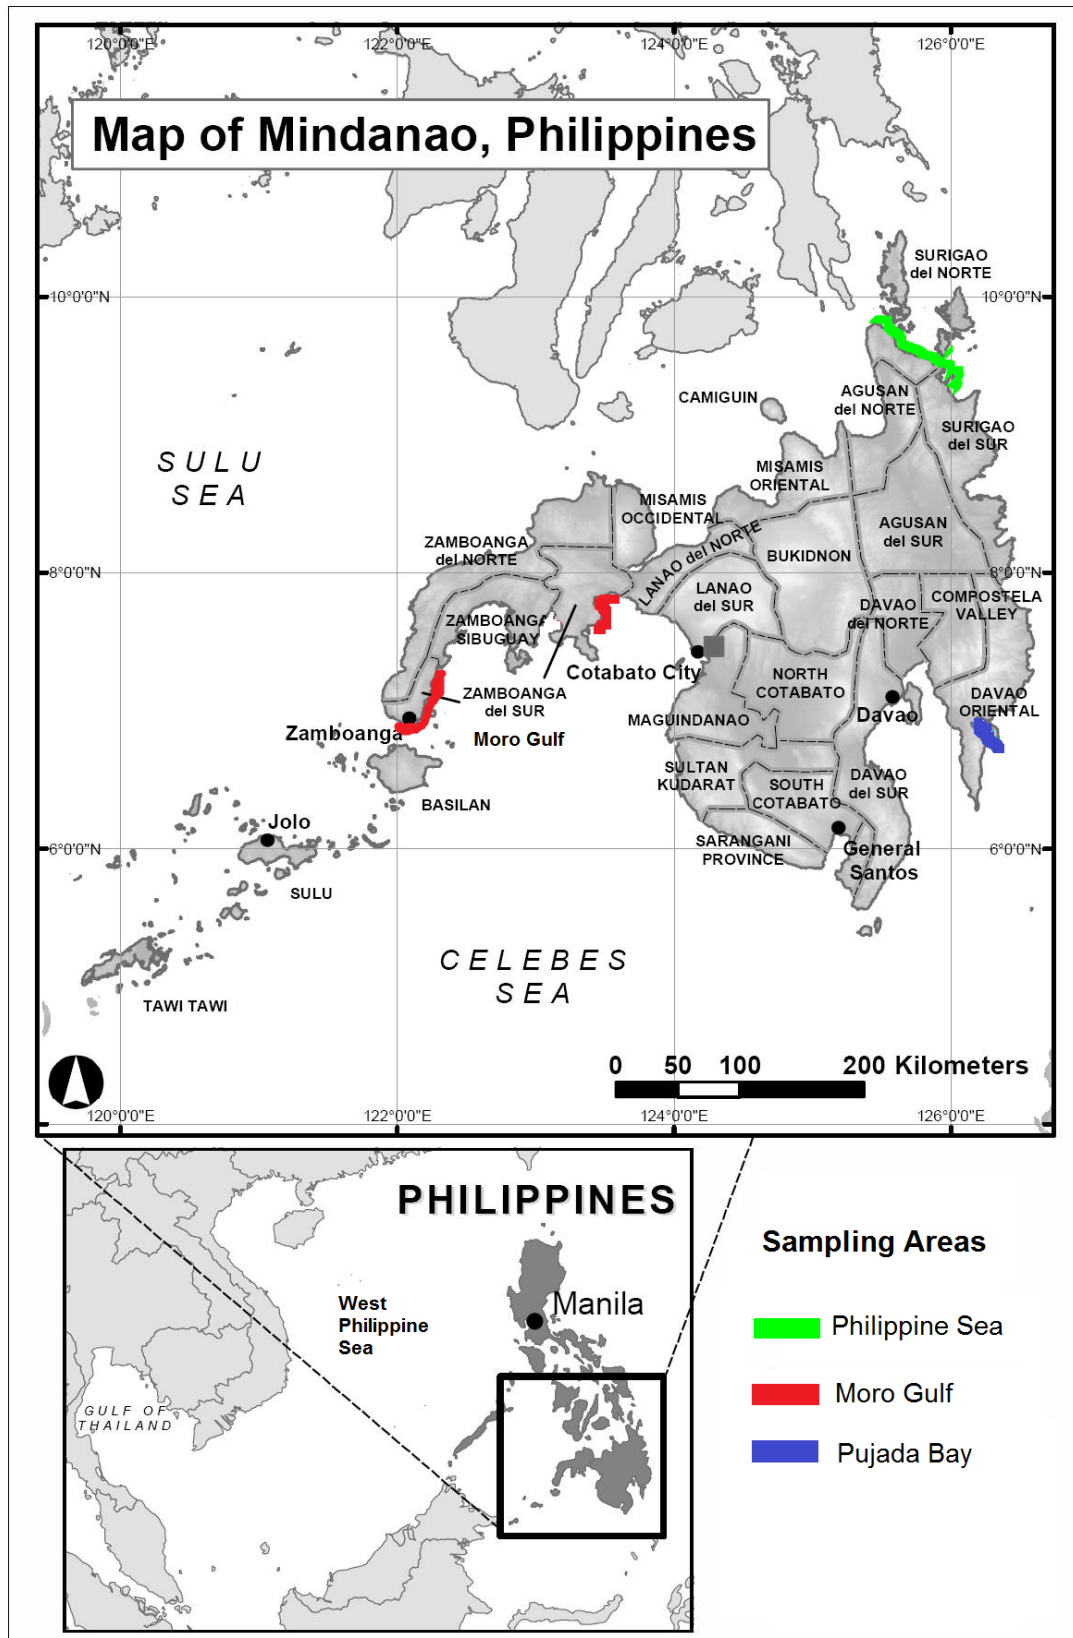 120°0'0"E
122°0'0"E
124°0'0"E
126°0'0"E
Map of Mindanao, Philippines
SURIGAO
del NORTE
10°0'0"N
10°0'0"N
CAMIGUIN
AGUSAN
del NORTE
SURIGAO
del SUR
SULU
SEA
MISAMIS
ORIENTAL
MISAMIS
OCCIDENTAL
AGUSAN
del SUR
ZAMBOANGA
del NORTE
LANAO del NORTE
BUKIDNON
8°0'0"N
8°0'0"N
LANAO
del SUR
COMPOSTELA
VALLEY
DAVAO
del NORTE
ZAMBOANGA
SIBUGUAY
Cotabato City
NORTH
COTABATO
ZAMBOANGA
del SUR
DAVAO
ORIENTAL
Davao
MAGUINDANAO
Zamboanga
Moro Gulf
SULTAN
KUDARAT
SOUTH
COTABATO
DAVAO
del SUR
BASILAN
Jolo
6°0'0"N
6°0'0"N
SARANGANI
PROVINCE
General
Santos
SULU
CELEBES
SEA
TAWI TAWI
0 50 100 200 Kilometers
120°0'0"E
122°0'0"E
124°0'0"E
126°0'0"E
PHILIPPINES
Manila
West
Philippine
Sea
GULF OF
THAILAND
Sampling Areas
Philippine Sea
Moro Gulf
Pujada Bay